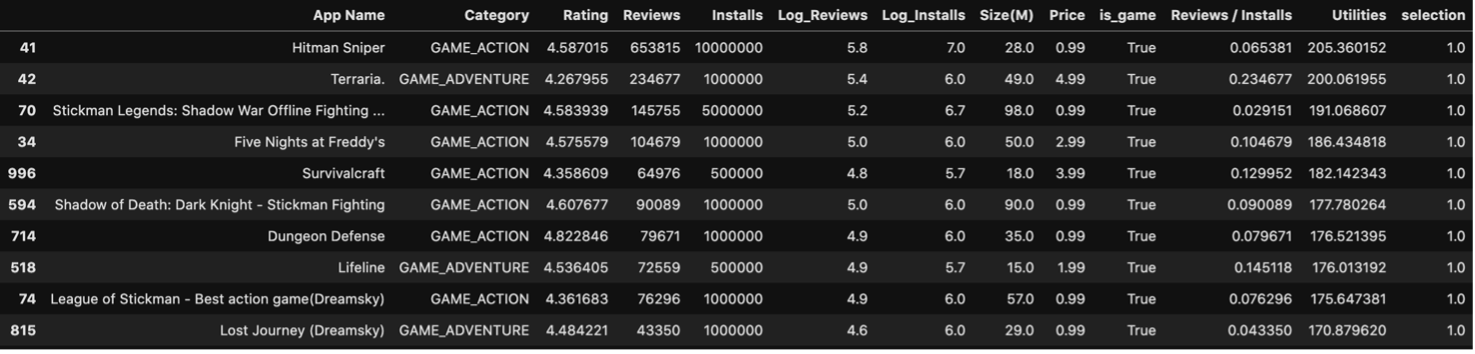 App Name Category Rating Reviews Installs Log_Reviews Log_Installs Size(M) Price is_game Reviews / Installs Utilities selection
41 Hitman Sniper GAME_ACTION 4.587015 653815 10000000 5.8 7.0 28.0 0.99 True 0.065381 205.360152 1.0
42 Terraria. GAME_ADVENTURE 4.267955 234677 1000000 5.4 6.0 49.0 4.99 True 0.234677 200.061955 1.0
70 Stickman Legends: Shadow War Offline Fighting ... GAME_ACTION 4.583939 145755 5000000 5.2 6.7 98.0 0.99 True 0.029151 191.068607 1.0
34 Five Nights at Freddy's GAME_ACTION 4.575579 104679 1000000 5.0 6.0 50.0 2.99 True 0.104679 186.434818 1.0
996 Survivalcraft GAME_ACTION 4.358609 64976 500000 4.8 5.7 18.0 3.99 True 0.129952 182.142343 1.0
594 Shadow of Death: Dark Knight - Stickman Fighting GAME_ACTION 4.607677 90089 1000000 5.0 6.0 90.0 0.99 True 0.090089 177.780264 1.0
714 Dungeon Defense GAME_ACTION 4.822846 79671 1000000 4.9 6.0 35.0 0.99 True 0.079671 176.521395 1.0
518 Lifeline GAME_ADVENTURE 4.536405 72559 500000 4.9 5.7 15.0 1.99 True 0.145118 176.013192 1.0
74 League of Stickman - Best action game(Dreamsky) GAME_ACTION 4.361683 76296 1000000 4.9 6.0 57.0 0.99 True 0.076296 175.647381 1.0
815 Lost Journey (Dreamsky) GAME_ADVENTURE 4.484221 43350 1000000 4.6 6.0 29.0 0.99 True 0.043350 170.879620 1.0